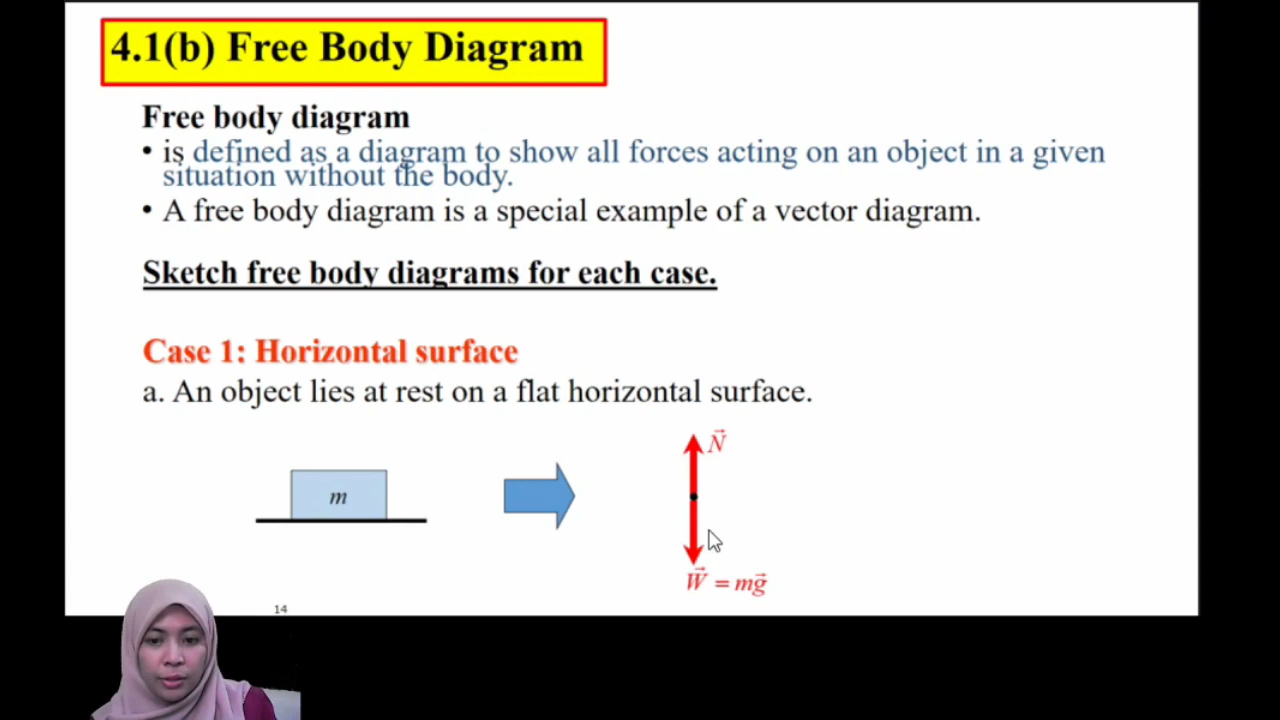 4.1(b) Free Body Diagram
Free body diagram
• is defined as a diagram to show all forces acting on an object in a given
situation without the body.
• A free body diagram is a special example of a vector diagram.
Sketch free body diagrams for each case.
Case 1: Horizontal surface
a. An object lies at rest on a flat horizontal surface.
N⃗
m
W⃗ = mg⃗
14